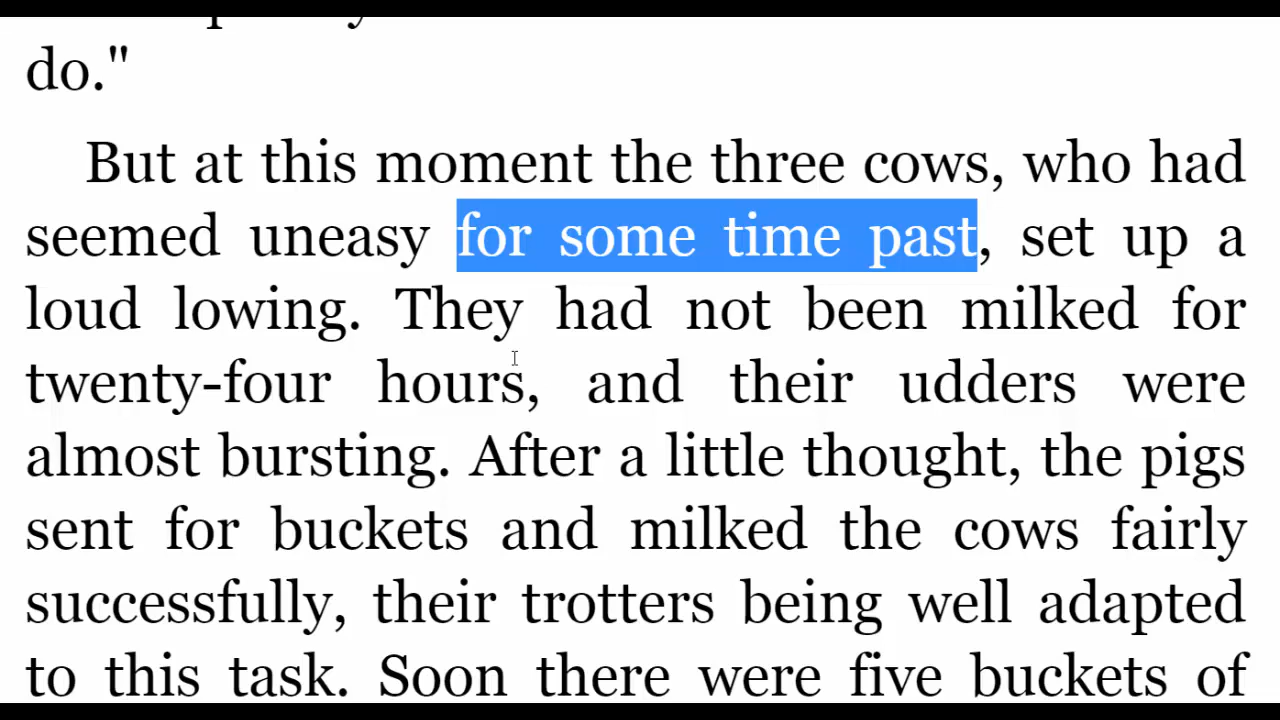 do."
But at this moment the three cows, who had
seemed uneasy for some time past, set up a
loud lowing. They had not been milked for
twenty-four hours, and their udders were
almost bursting. After a little thought, the pigs
sent for buckets and milked the cows fairly
successfully, their trotters being well adapted
to this task. Soon there were five buckets of